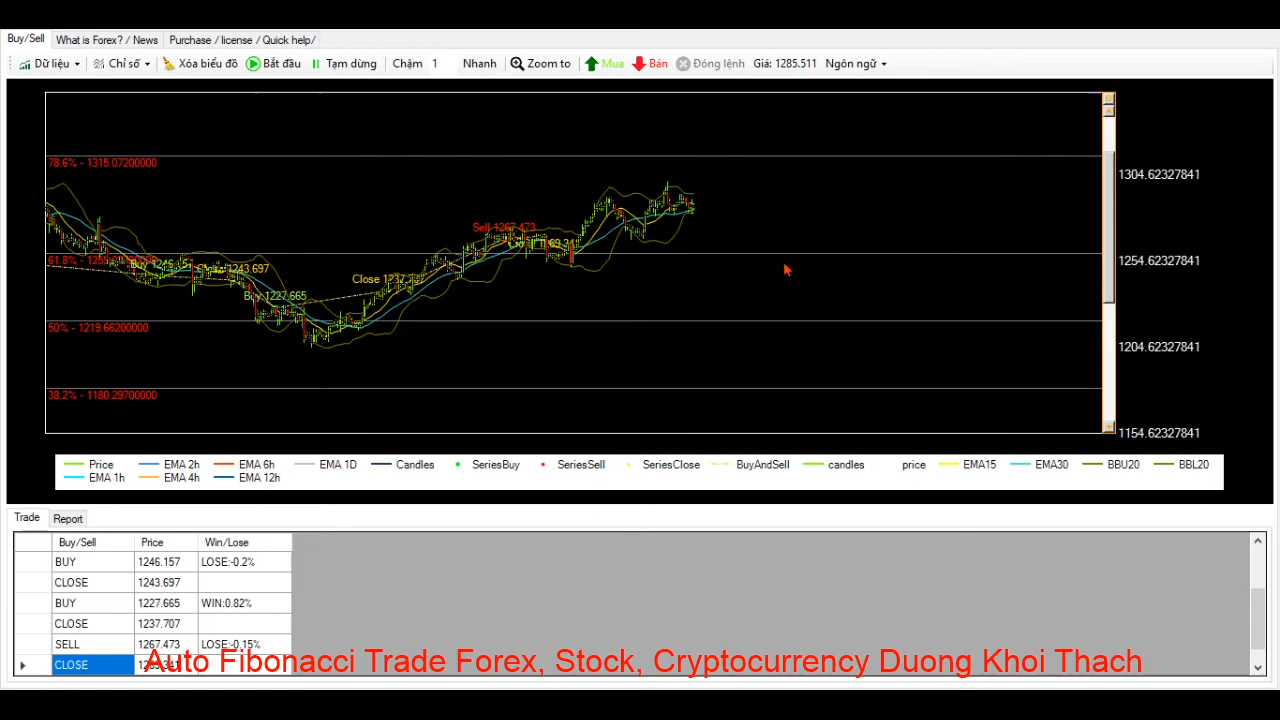 Buy/Sell What is Forex? / News Purchase / license / Quick help/
Dữ liệu Chỉ số Xóa biểu đồ Bắt đầu Tạm dừng Chậm 1 Nhanh Zoom to Mua Bán Đóng lệnh Giá: 1285.511 Ngôn ngữ
78.6% - 1315.07200000
1304.62327841
Sell 1267.473
61.8%
1243.697
1254.62327841
Close
Buy 1227.665
50% - 1219.66200000
1204.62327841
38.2% - 1180.29700000
1154.62327841
Price EMA 2h EMA 6h EMA 1D Candles SeriesBuy SeriesSell SeriesClose BuyAndSell candles price EMA15 EMA30 BBU20 BBL20
EMA 1h EMA 4h EMA 12h
Trade Report
Buy/Sell Price Win/Lose
BUY 1246.157 LOSE:-0.2%
CLOSE 1243.697
BUY 1227.665 WIN:0.82%
CLOSE 1237.707
SELL 1267.473 LOSE:-0.15%
CLOSE
Auto Fibonacci Trade Forex, Stock, Cryptocurrency Duong Khoi Thach